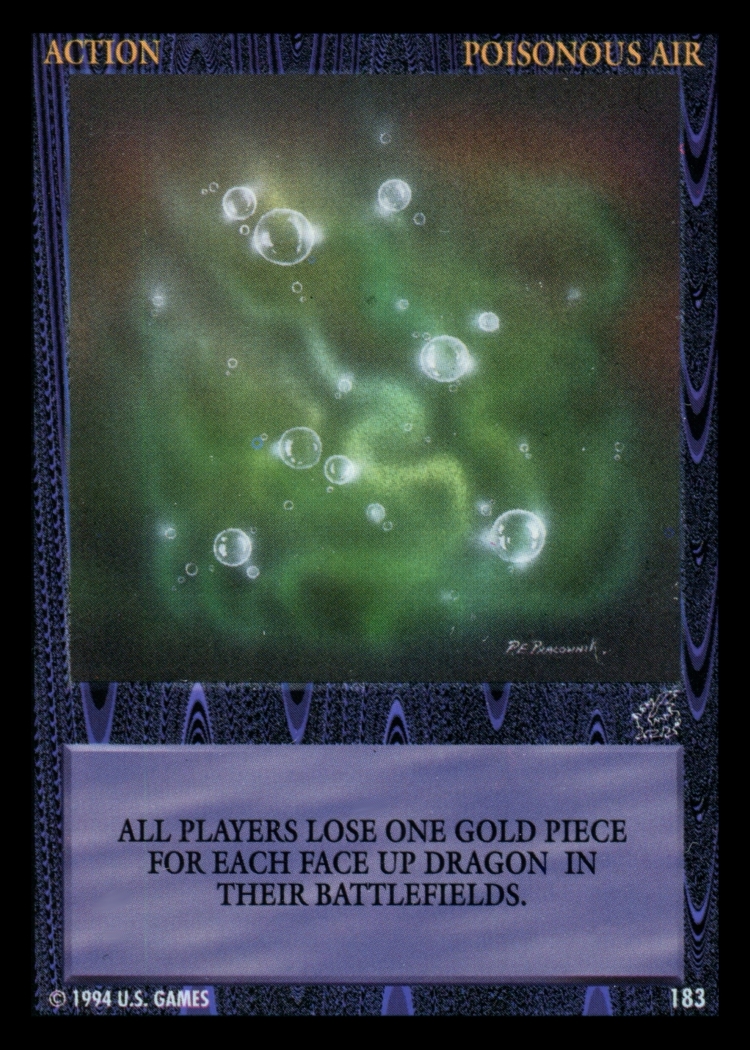 ACTION POISONOUS AIR
P.E. PRACOWNIK.
ALL PLAYERS LOSE ONE GOLD PIECE
FOR EACH FACE UP DRAGON IN
THEIR BATTLEFIELDS.
© 1994 U.S. GAMES 183